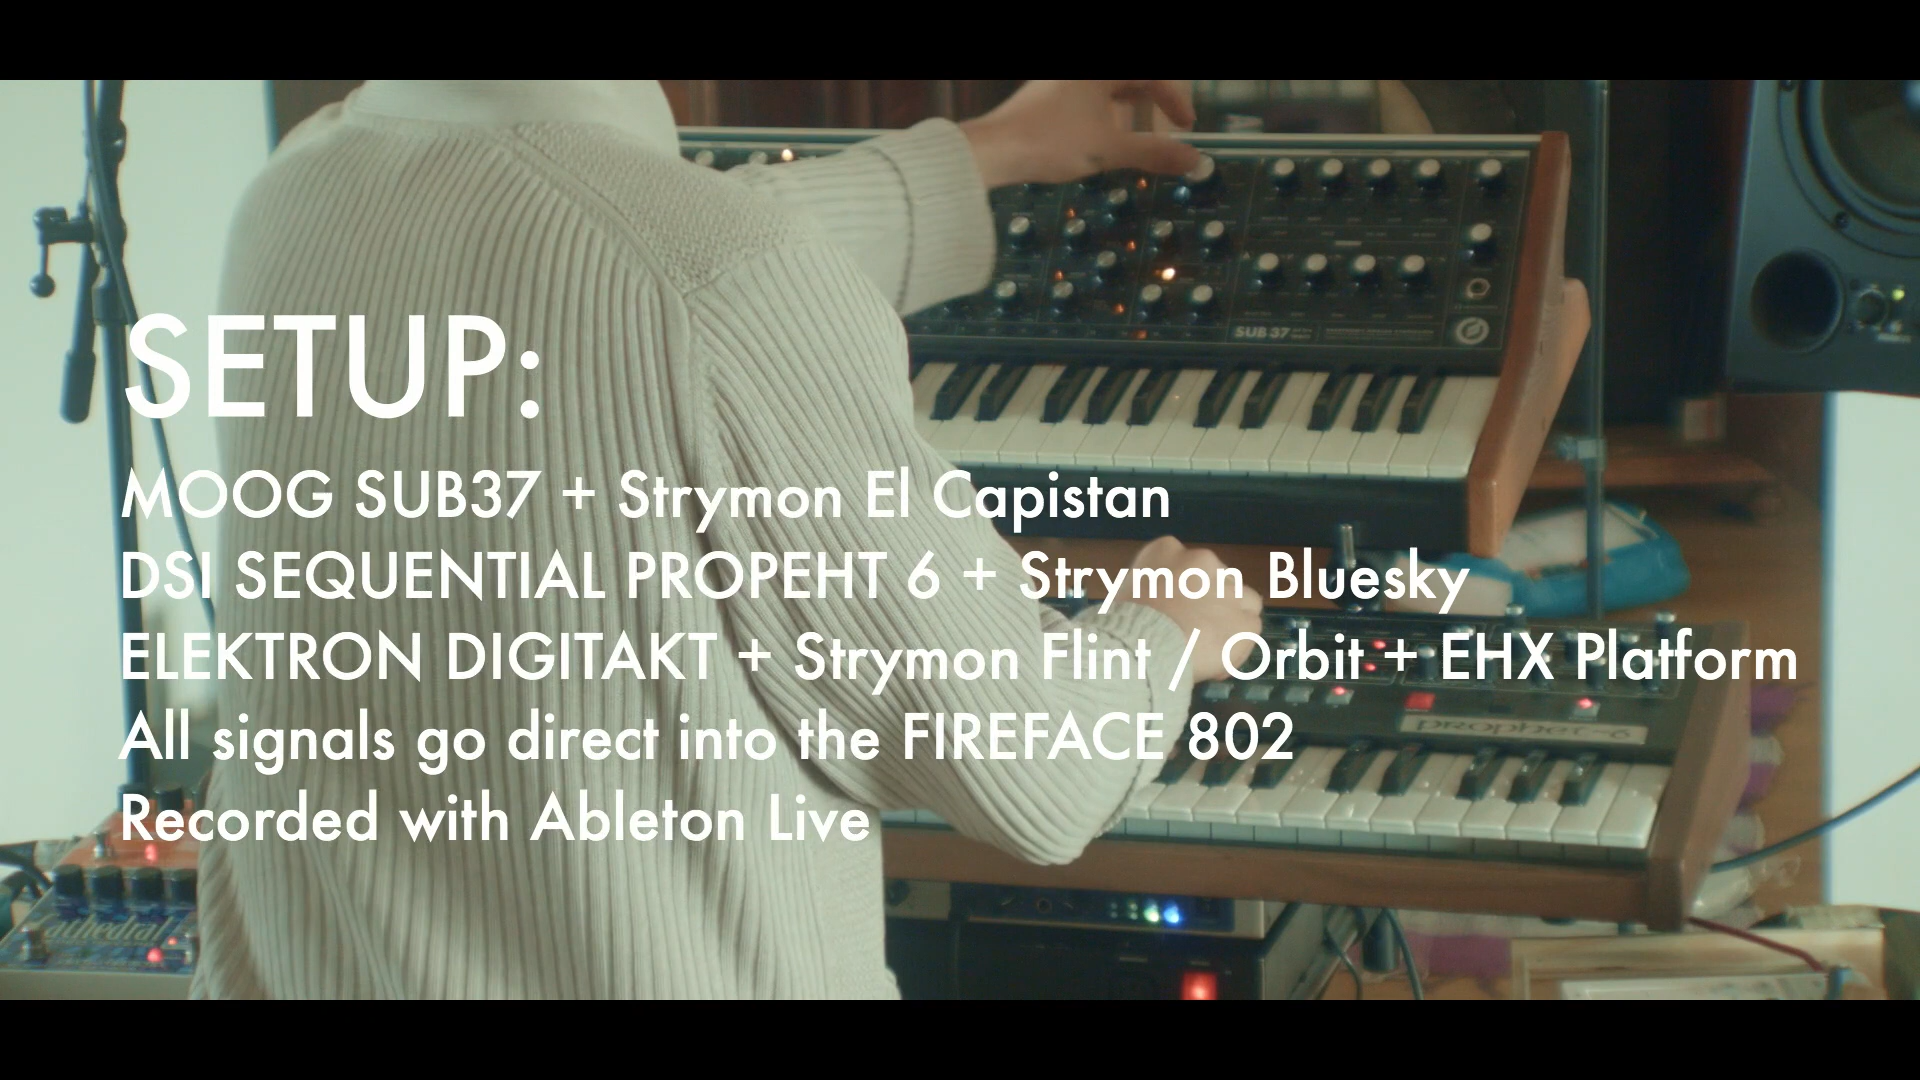 SUB 37
SETUP:
MOOG SUB37 + Strymon El Capistan
DSI SEQUENTIAL PROPEHT 6 + Strymon Bluesky
ELEKTRON DIGITAKT + Strymon Flint / Orbit + EHX Platform
prophet-6
All signals go direct into the FIREFACE 802
Recorded with Ableton Live
Cathedral